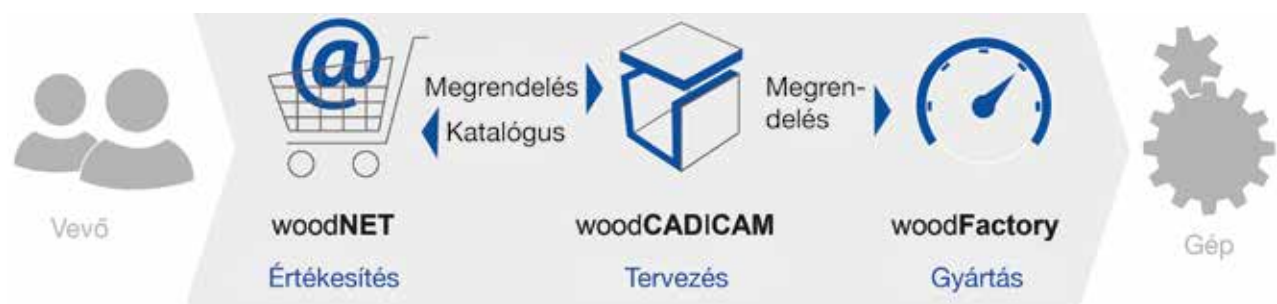 @
Megrendelés
Katalógus
Megren-
delés
Vevő
woodNET
woodCAD|CAM
woodFactory
Gép
Értékesítés
Tervezés
Gyártás